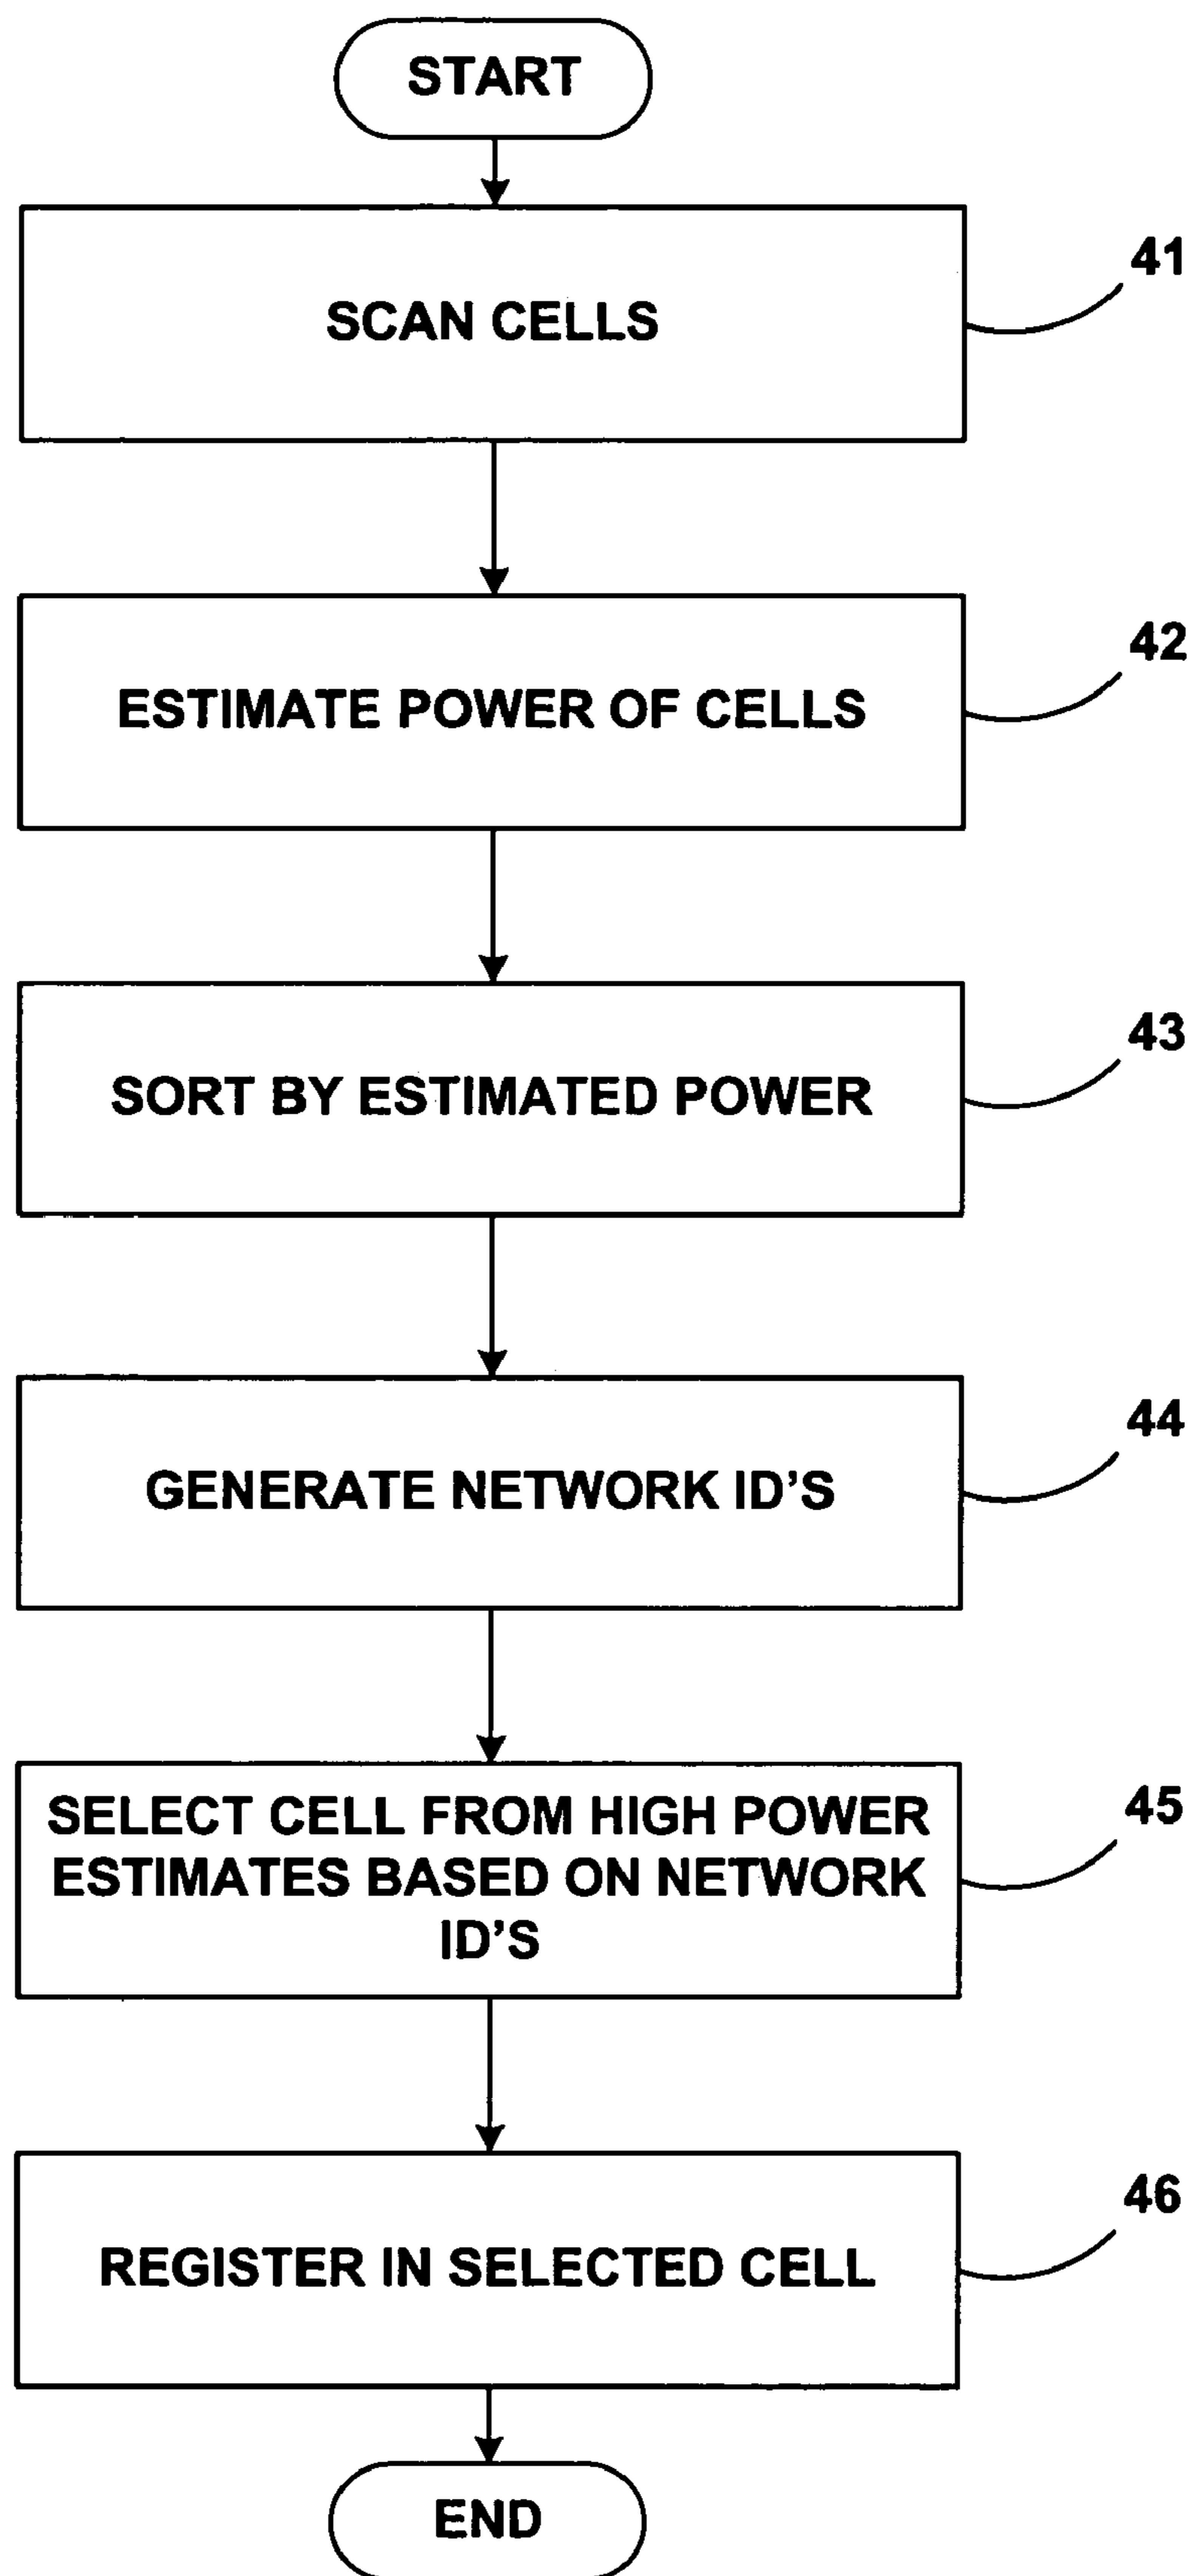 START
SCAN CELLS
41
ESTIMATE POWER OF CELLS
42
SORT BY ESTIMATED POWER
43
GENERATE NETWORK ID'S
44
SELECT CELL FROM HIGH POWER
ESTIMATES BASED ON NETWORK
ID'S
45
REGISTER IN SELECTED CELL
46
END